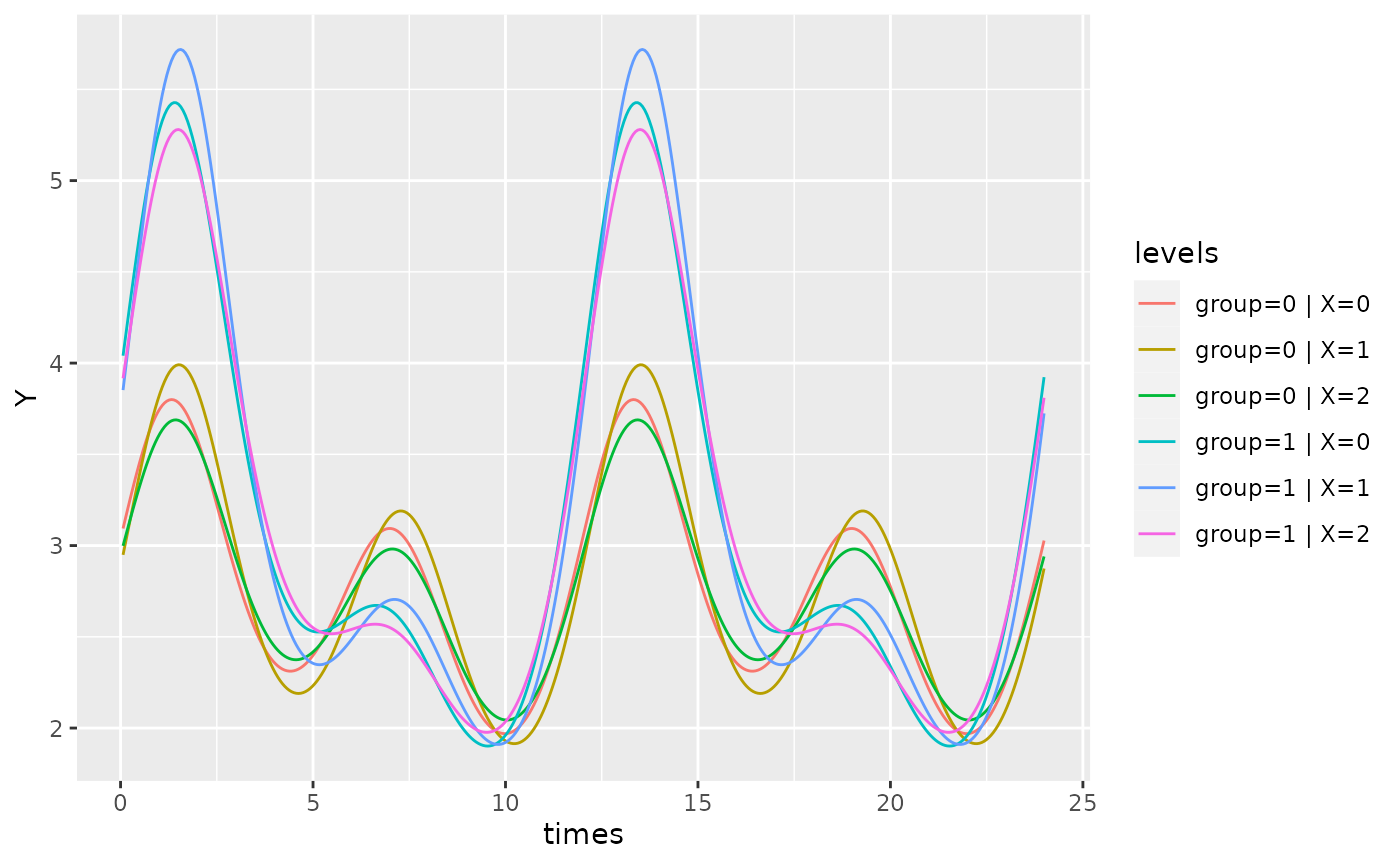 5
4
3
2
Y
0
5
10
15
20
25
times
levels
group=0 | X=0
group=0 | X=1
group=0 | X=2
group=1 | X=0
group=1 | X=1
group=1 | X=2